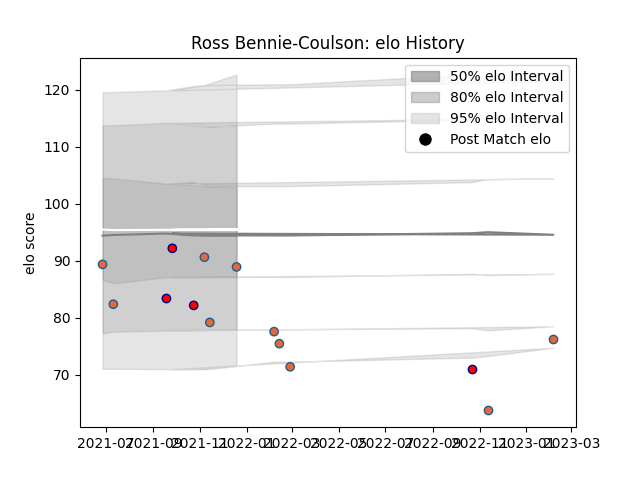 Ross Bennie-Coulson: elo History
elo score
120
110
100
90
80
70
50% elo Interval
80% elo Interval
95% elo Interval
Post Match elo
2021-07 2021-09 2021-11 2022-01 2022-03 2022-05 2022-07 2022-09 2022-11 2023-01 2023-03